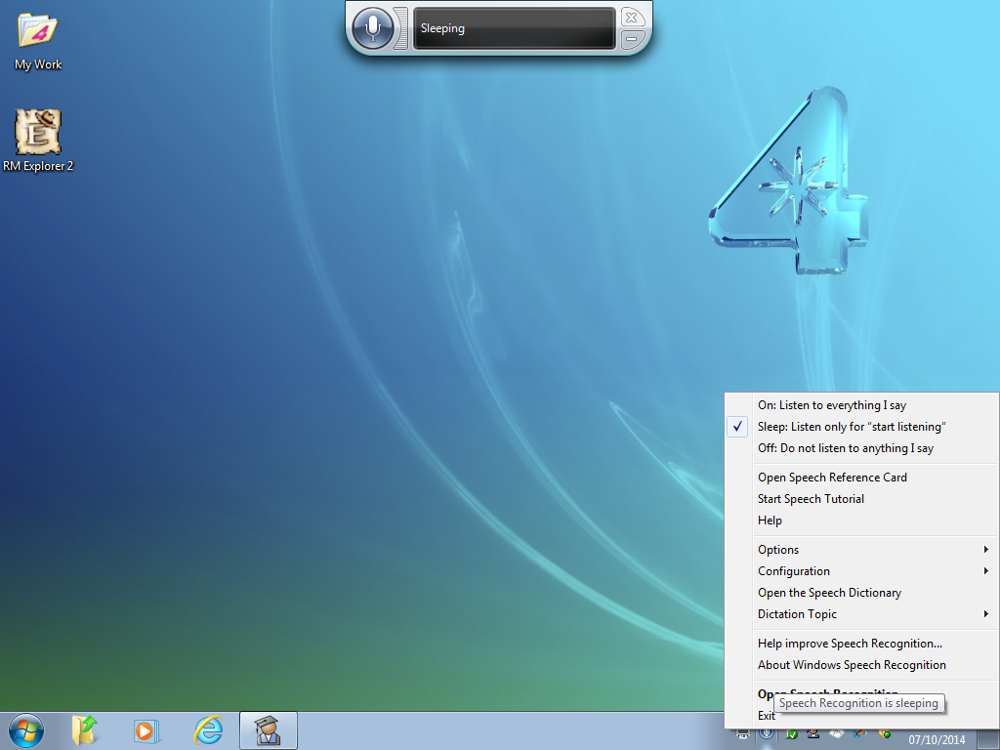 Sleeping
My Work
RM Explorer 2
4
On: Listen to everything I say
Sleep: Listen only for “start listening”
Off: Do not listen to anything I say
Open Speech Reference Card
Start Speech Tutorial
Help
Options
Configuration
Open the Speech Dictionary
Dictation Topic
Help improve Speech Recognition...
About Windows Speech Recognition
Open Speech Recognition
Speech Recognition is sleeping
Exit
07/10/2014